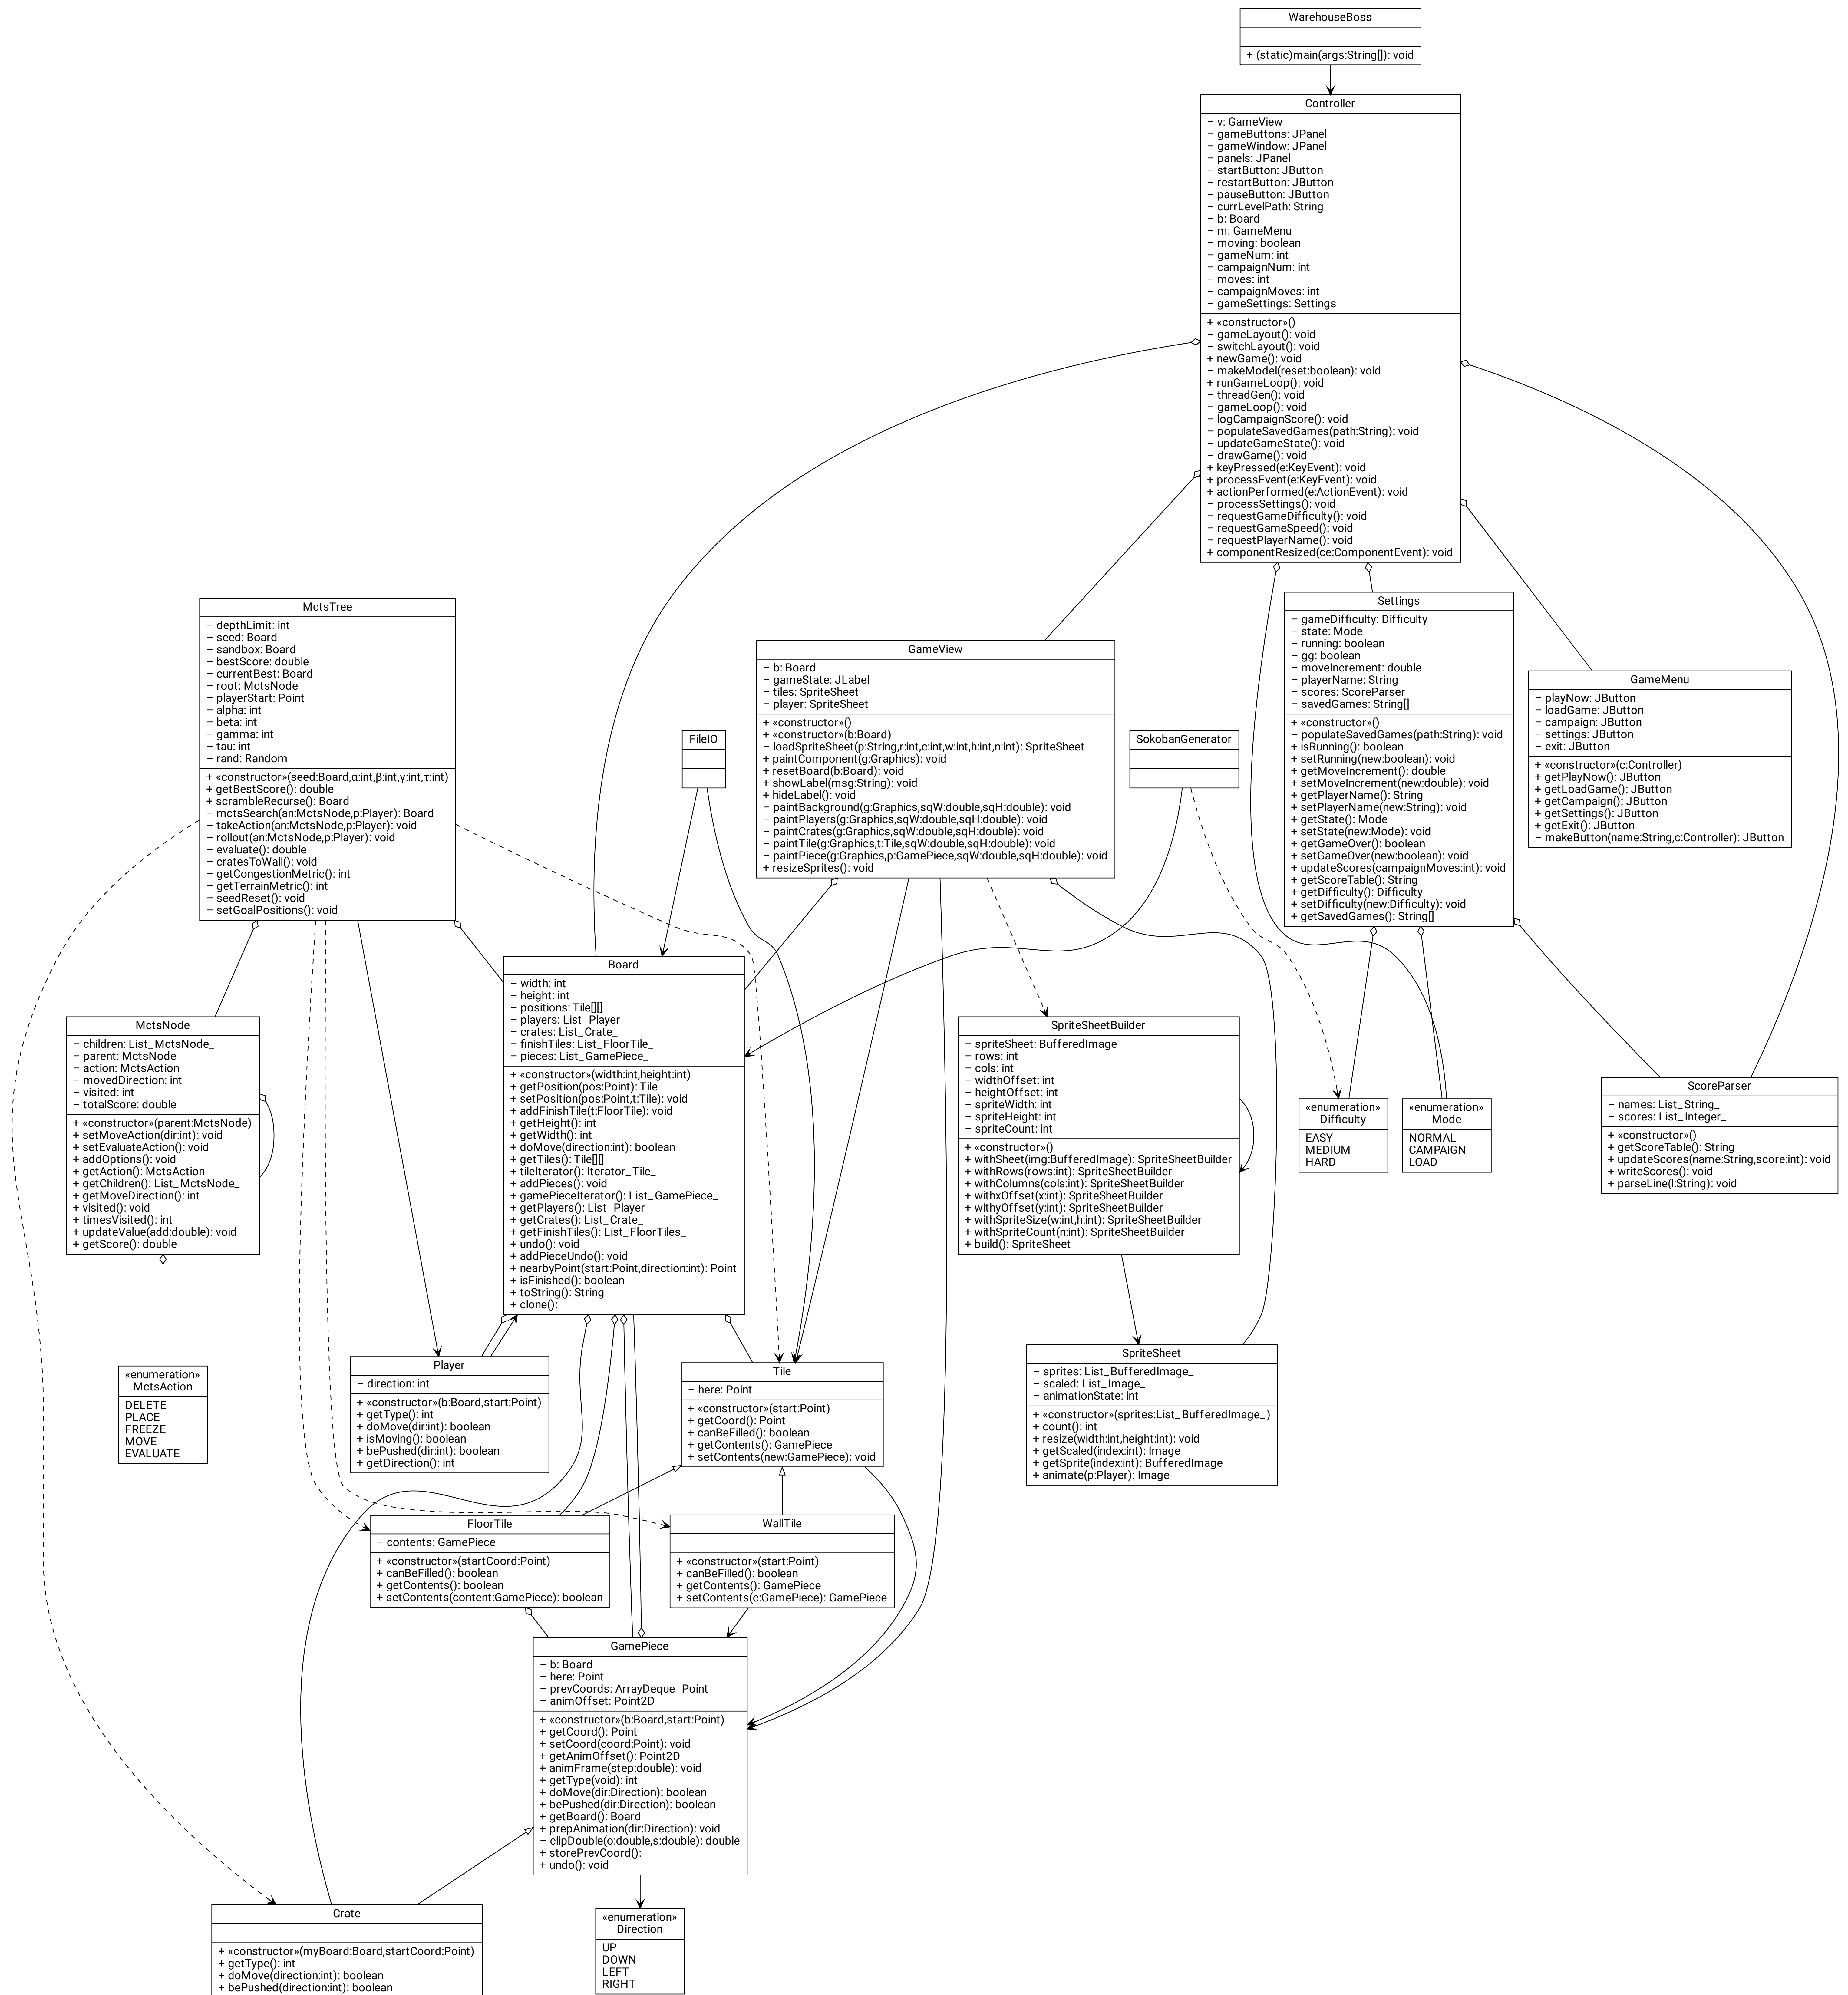 WarehouseBoss
+ (static)main(args:String[]): void
Controller
− v: GameView
− gameButtons: JPanel
− gameWindow: JPanel
− panels: JPanel
− startButton: JButton
− restartButton: JButton
− pauseButton: JButton
− currLevelPath: String
− b: Board
− m: GameMenu
− moving: boolean
− gameNum: int
− campaignNum: int
− moves: int
− campaignMoves: int
− gameSettings: Settings
+ «constructor»()
− gameLayout(): void
− switchLayout(): void
+ newGame(): void
− makeModel(reset:boolean): void
+ runGameLoop(): void
− threadGen(): void
− gameLoop(): void
− logCampaignScore(): void
− populateSavedGames(path:String): void
− updateGameState(): void
− drawGame(): void
+ keyPressed(e:KeyEvent): void
+ processEvent(e:KeyEvent): void
+ actionPerformed(e:ActionEvent): void
− processSettings(): void
− requestGameDifficulty(): void
− requestGameSpeed(): void
− requestPlayerName(): void
+ componentResized(ce:ComponentEvent): void
MctsTree
− depthLimit: int
− seed: Board
− sandbox: Board
− bestScore: double
− currentBest: Board
− root: MctsNode
− playerStart: Point
− alpha: int
− beta: int
− gamma: int
− tau: int
− rand: Random
+ «constructor»(seed:Board,α:int,β:int,γ:int,τ:int)
+ getBestScore(): double
+ scrambleRecurse(): Board
− mctsSearch(an:MctsNode,p:Player): Board
− takeAction(an:MctsNode,p:Player): void
− rollout(an:MctsNode,p:Player): void
− evaluate(): double
− cratesToWall(): void
− getCongestionMetric(): int
− getTerrainMetric(): int
− seedReset(): void
− setGoalPositions(): void
FileIO
GameView
− b: Board
− gameState: JLabel
− tiles: SpriteSheet
− player: SpriteSheet
+ «constructor»()
+ «constructor»(b:Board)
− loadSpriteSheet(p:String,r:int,c:int,w:int,h:int,n:int): SpriteSheet
+ paintComponent(g:Graphics): void
+ resetBoard(b:Board): void
+ showLabel(msg:String): void
+ hideLabel(): void
− paintBackground(g:Graphics,sqW:double,sqH:double): void
− paintPlayers(g:Graphics,sqW:double,sqH:double): void
− paintCrates(g:Graphics,sqW:double,sqH:double): void
− paintTile(g:Graphics,t:Tile,sqW:double,sqH:double): void
− paintPiece(g:Graphics,p:GamePiece,sqW:double,sqH:double): void
+ resizeSprites(): void
SokobanGenerator
Settings
− gameDifficulty: Difficulty
− state: Mode
− running: boolean
− gg: boolean
− moveIncrement: double
− playerName: String
− scores: ScoreParser
− savedGames: String[]
+ «constructor»()
− populateSavedGames(path:String): void
+ isRunning(): boolean
+ setRunning(new:boolean): void
+ getMoveIncrement(): double
+ setMoveIncrement(new:double): void
+ getPlayerName(): String
+ setPlayerName(new:String): void
+ getState(): Mode
+ setState(new:Mode): void
+ getGameOver(): boolean
+ setGameOver(new:boolean): void
+ updateScores(campaignMoves:int): void
+ getScoreTable(): String
+ getDifficulty(): Difficulty
+ setDifficulty(new:Difficulty): void
+ getSavedGames(): String[]
GameMenu
− playNow: JButton
− loadGame: JButton
− campaign: JButton
− settings: JButton
− exit: JButton
+ «constructor»(c:Controller)
+ getPlayNow(): JButton
+ getLoadGame(): JButton
+ getCampaign(): JButton
+ getSettings(): JButton
+ getExit(): JButton
− makeButton(name:String,c:Controller): JButton
MctsNode
− children: List_MctsNode_
− parent: MctsNode
− action: MctsAction
− movedDirection: int
− visited: int
− totalScore: double
+ «constructor»(parent:MctsNode)
+ setMoveAction(dir:int): void
+ setEvaluateAction(): void
+ addOptions(): void
+ getAction(): MctsAction
+ getChildren(): List_MctsNode_
+ getMoveDirection(): int
+ visited(): void
+ timesVisited(): int
+ updateValue(add:double): void
+ getScore(): double
Board
− width: int
− height: int
− positions: Tile[][]
− players: List_Player_
− crates: List_Crate_
− finishTiles: List_FloorTile_
− pieces: List_GamePiece_
+ «constructor»(width:int,height:int)
+ getPosition(pos:Point): Tile
+ setPosition(pos:Point,t:Tile): void
+ addFinishTile(t:FloorTile): void
+ getHeight(): int
+ getWidth(): int
+ doMove(direction:int): boolean
+ getTiles(): Tile[][]
+ tileIterator(): Iterator_Tile_
+ addPieces(): void
+ gamePieceIterator(): List_GamePiece_
+ getPlayers(): List_Player_
+ getCrates(): List_Crate_
+ getFinishTiles(): List_FloorTiles_
+ undo(): void
+ addPieceUndo(): void
+ nearbyPoint(start:Point,direction:int): Point
+ isFinished(): boolean
+ toString(): String
+ clone():
SpriteSheetBuilder
− spriteSheet: BufferedImage
− rows: int
− cols: int
− widthOffset: int
− heightOffset: int
− spriteWidth: int
− spriteHeight: int
− spriteCount: int
+ «constructor»()
+ withSheet(img:BufferedImage): SpriteSheetBuilder
+ withRows(rows:int): SpriteSheetBuilder
+ withColumns(cols:int): SpriteSheetBuilder
+ withxOffset(x:int): SpriteSheetBuilder
+ withyOffset(y:int): SpriteSheetBuilder
+ withSpriteSize(w:int,h:int): SpriteSheetBuilder
+ withSpriteCount(n:int): SpriteSheetBuilder
+ build(): SpriteSheet
«enumeration»
Difficulty
EASY
MEDIUM
HARD
«enumeration»
Mode
NORMAL
CAMPAIGN
LOAD
ScoreParser
− names: List_String_
− scores: List_Integer_
+ «constructor»()
+ getScoreTable(): String
+ updateScores(name:String,score:int): void
+ writeScores(): void
+ parseLine(l:String): void
«enumeration»
MctsAction
DELETE
PLACE
FREEZE
MOVE
EVALUATE
Player
− direction: int
+ «constructor»(b:Board,start:Point)
+ getType(): int
+ doMove(dir:int): boolean
+ isMoving(): boolean
+ bePushed(dir:int): boolean
+ getDirection(): int
Tile
− here: Point
+ «constructor»(start:Point)
+ getCoord(): Point
+ canBeFilled(): boolean
+ getContents(): GamePiece
+ setContents(new:GamePiece): void
SpriteSheet
− sprites: List_BufferedImage_
− scaled: List_Image_
− animationState: int
+ «constructor»(sprites:List_BufferedImage_)
+ count(): int
+ resize(width:int,height:int): void
+ getScaled(index:int): Image
+ getSprite(index:int): BufferedImage
+ animate(p:Player): Image
FloorTile
− contents: GamePiece
+ «constructor»(startCoord:Point)
+ canBeFilled(): boolean
+ getContents(): boolean
+ setContents(content:GamePiece): boolean
WallTile
+ «constructor»(start:Point)
+ canBeFilled(): boolean
+ getContents(): GamePiece
+ setContents(c:GamePiece): GamePiece
GamePiece
− b: Board
− here: Point
− prevCoords: ArrayDeque_Point_
− animOffset: Point2D
+ «constructor»(b:Board,start:Point)
+ getCoord(): Point
+ setCoord(coord:Point): void
+ getAnimOffset(): Point2D
+ animFrame(step:double): void
+ getType(void): int
+ doMove(dir:Direction): boolean
+ bePushed(dir:Direction): boolean
+ getBoard(): Board
+ prepAnimation(dir:Direction): void
− clipDouble(o:double,s:double): double
+ storePrevCoord():
+ undo(): void
Crate
+ «constructor»(myBoard:Board,startCoord:Point)
+ getType(): int
+ doMove(direction:int): boolean
+ bePushed(direction:int): boolean
«enumeration»
Direction
UP
DOWN
LEFT
RIGHT